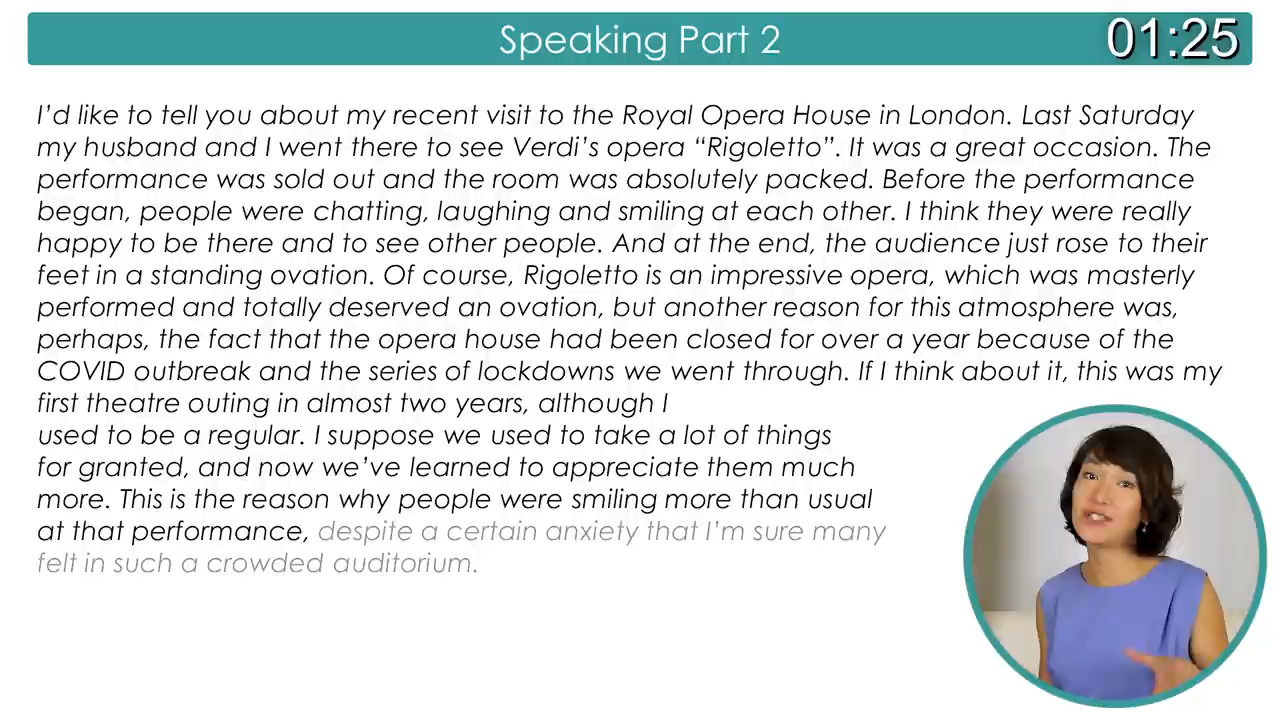 Speaking Part 2
01:25
I’d like to tell you about my recent visit to the Royal Opera House in London. Last Saturday
my husband and I went there to see Verdi’s opera “Rigoletto”. It was a great occasion. The
performance was sold out and the room was absolutely packed. Before the performance
began, people were chatting, laughing and smiling at each other. I think they were really
happy to be there and to see other people. And at the end, the audience just rose to their
feet in a standing ovation. Of course, Rigoletto is an impressive opera, which was masterly
performed and totally deserved an ovation, but another reason for this atmosphere was,
perhaps, the fact that the opera house had been closed for over a year because of the
COVID outbreak and the series of lockdowns we went through. If I think about it, this was my
first theatre outing in almost two years, although I
used to be a regular. I suppose we used to take a lot of things
for granted, and now we’ve learned to appreciate them much
more. This is the reason why people were smiling more than usual
at that performance, despite a certain anxiety that I’m sure many
felt in such a crowded auditorium.